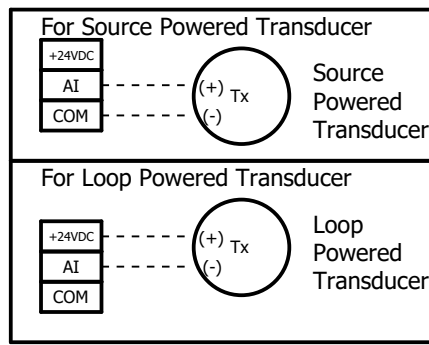 For Source Powered Transducer
+24VDC
AI
COM
(+)
Tx
(-)
Source
Powered
Transducer
For Loop Powered Transducer
+24VDC
AI
COM
(+)
Tx
(-)
Loop
Powered
Transducer